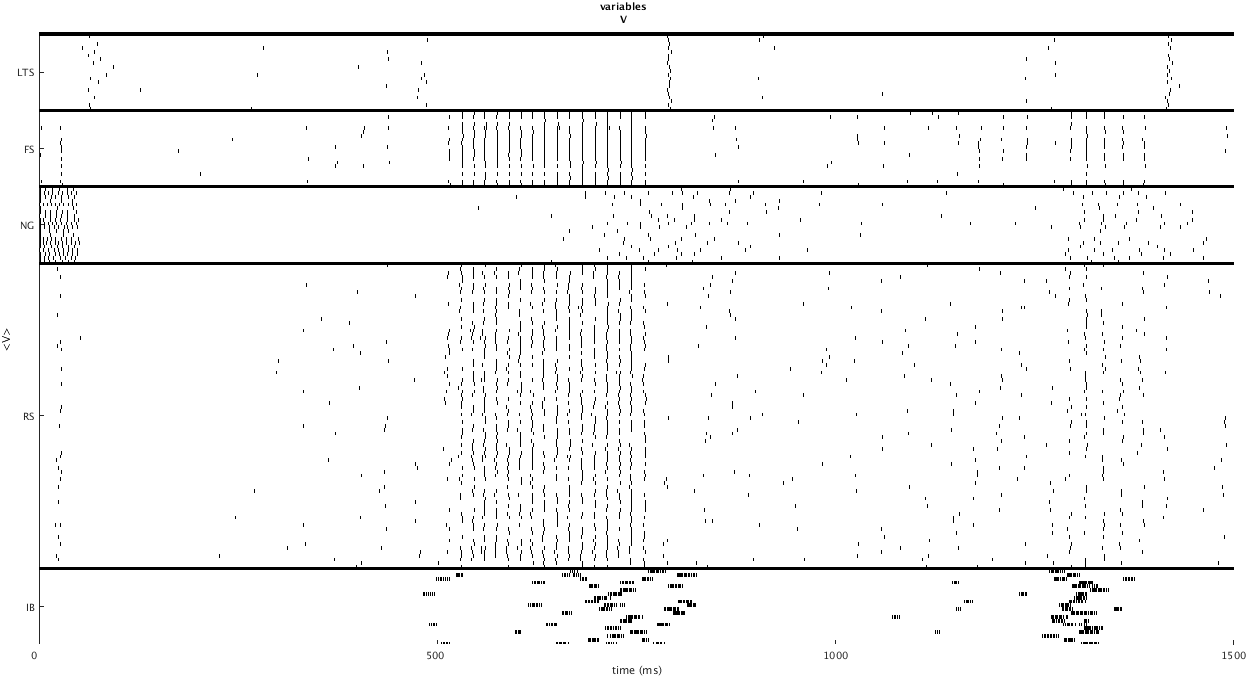 variables
V
LTS
FS
NG
<V>
RS
IB
0
500
1000
1500
time (ms)